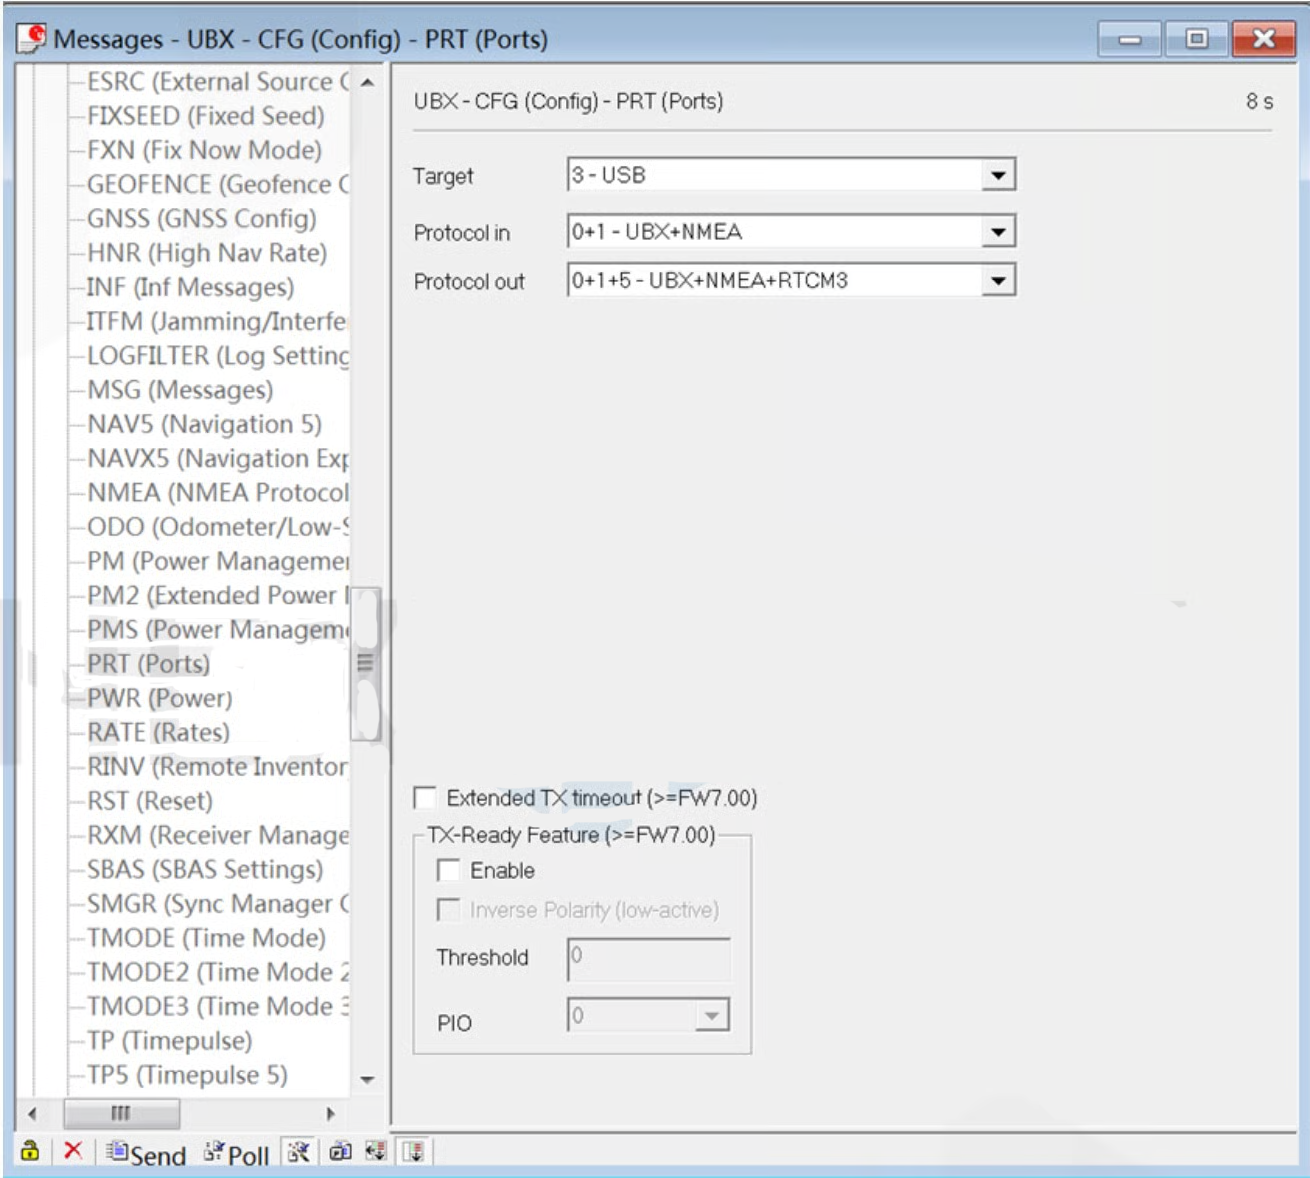 Messages - UBX - CFG (Config) - PRT (Ports)
ESRC (External Source C
FIXSEED (Fixed Seed)
FXN (Fix Now Mode)
GEOFENCE (Geofence C
GNSS (GNSS Config)
HNR (High Nav Rate)
INF (Inf Messages)
ITFM (Jamming/Interfe
LOGFILTER (Log Setting
MSG (Messages)
NAV5 (Navigation 5)
NAVX5 (Navigation Exp
NMEA (NMEA Protocol
ODO (Odometer/Low-S
PM (Power Managemen
PM2 (Extended Power M
PMS (Power Manageme
PRT (Ports)
PWR (Power)
RATE (Rates)
RINV (Remote Inventor
RST (Reset)
RXM (Receiver Manage
SBAS (SBAS Settings)
SMGR (Sync Manager C
TMODE (Time Mode)
TMODE2 (Time Mode 2
TMODE3 (Time Mode 3
TP (Timepulse)
TP5 (Timepulse 5)
UBX - CFG (Config) - PRT (Ports) 8 s
Target 3 - USB
Protocol in 0+1 - UBX+NMEA
Protocol out 0+1+5 - UBX+NMEA+RTCM3
Extended TX timeout (>=FW7.00)
TX-Ready Feature (>=FW7.00)
Enable
Inverse Polarity (low-active)
Threshold 0
PIO 0
Send Poll